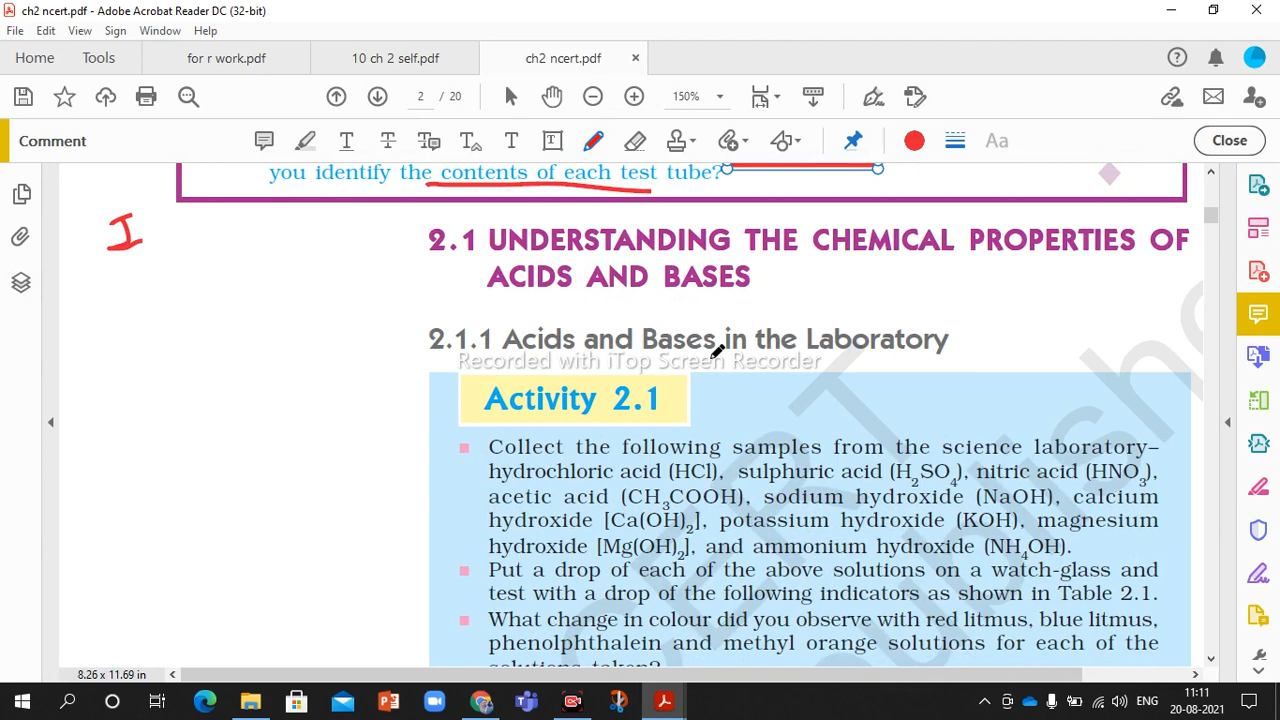 ch2 ncert.pdf - Adobe Acrobat Reader DC (32-bit)
File Edit View Sign Window Help
Home Tools for r work.pdf 10 ch 2 self.pdf ch2 ncert.pdf
2 / 20 150%
Comment Aa Close
you identify the contents of each test tube?
I
2.1 UNDERSTANDING THE CHEMICAL PROPERTIES OF
ACIDS AND BASES
2.1.1 Acids and Bases in the Laboratory
Recorded with iTop Screen Recorder
Activity 2.1
Collect the following samples from the science laboratory–
hydrochloric acid (HCl), sulphuric acid (H₂SO₄), nitric acid (HNO₃),
acetic acid (CH₃COOH), sodium hydroxide (NaOH), calcium
hydroxide [Ca(OH)₂], potassium hydroxide (KOH), magnesium
hydroxide [Mg(OH)₂], and ammonium hydroxide (NH₄OH).
Put a drop of each of the above solutions on a watch-glass and
test with a drop of the following indicators as shown in Table 2.1.
What change in colour did you observe with red litmus, blue litmus,
phenolphthalein and methyl orange solutions for each of the
solutions taken?
8.26 x 11.69 in
ENG
11:11
20-08-2021